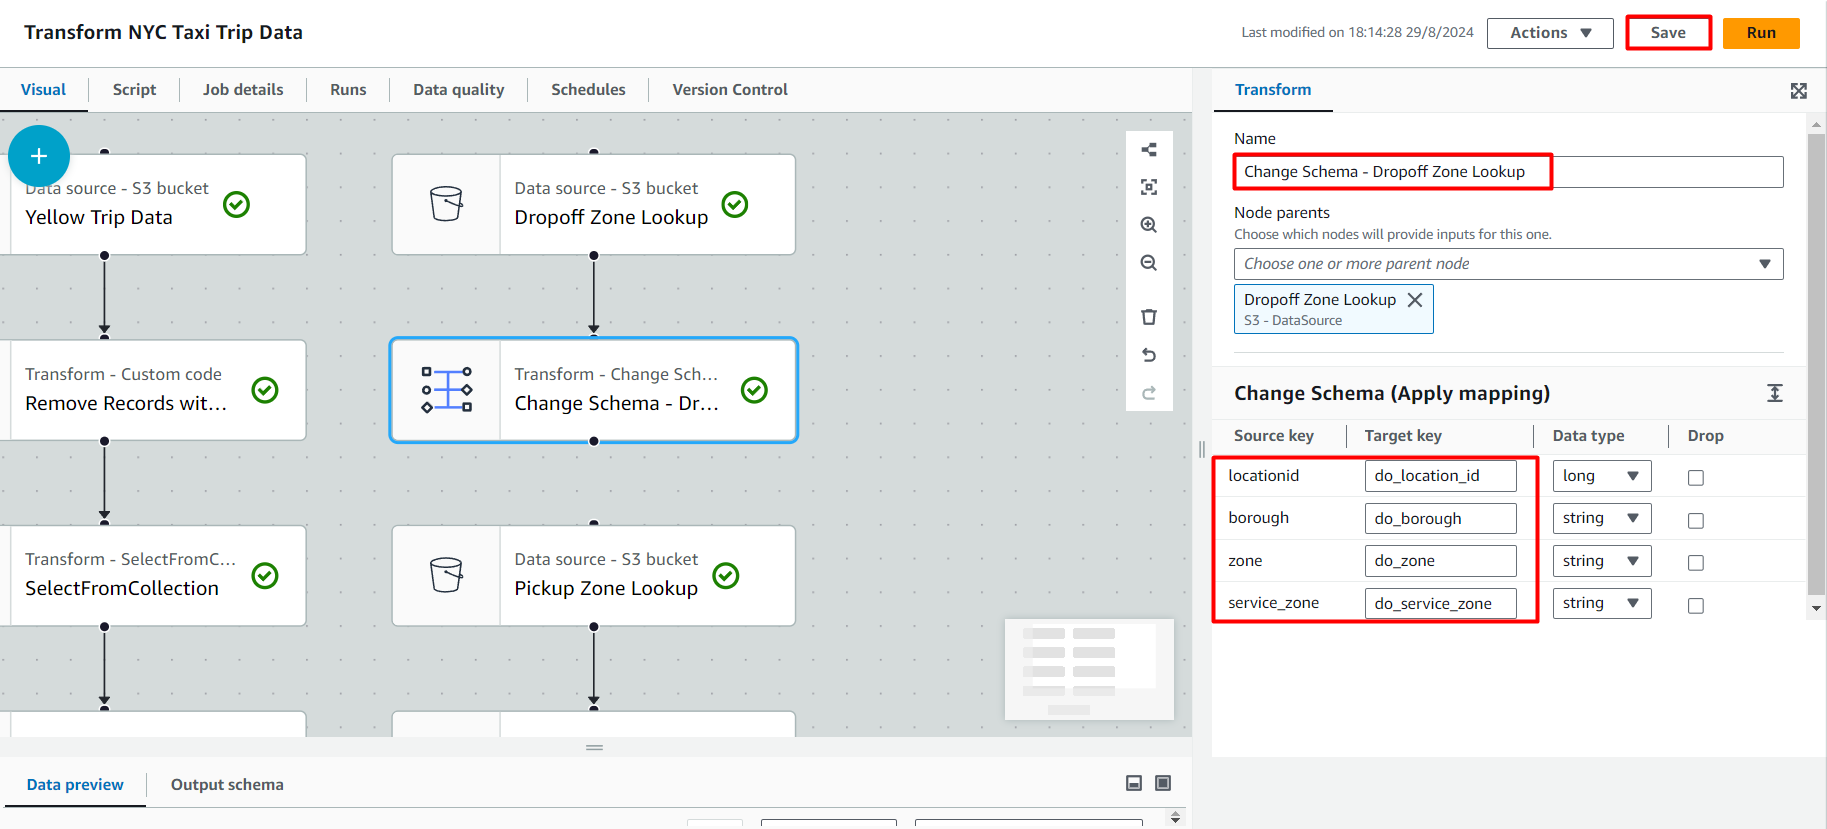 Transform NYC Taxi Trip Data
Last modified on 18:14:28 29/8/2024
Actions
Save
Run
Visual
Script
Job details
Runs
Data quality
Schedules
Version Control
Data source - S3 bucket
Yellow Trip Data
Data source - S3 bucket
Dropoff Zone Lookup
Transform - Custom code
Remove Records wit...
Transform - Change Sch...
Change Schema - Dr...
Transform - SelectFromC...
SelectFromCollection
Data source - S3 bucket
Pickup Zone Lookup
Data preview
Output schema
Transform
Name
Change Schema - Dropoff Zone Lookup
Node parents
Choose which nodes will provide inputs for this one.
Choose one or more parent node
Dropoff Zone Lookup
S3 - DataSource
Change Schema (Apply mapping)
Source key Target key Data type Drop
locationid do_location_id long
borough do_borough string
zone do_zone string
service_zone do_service_zone string